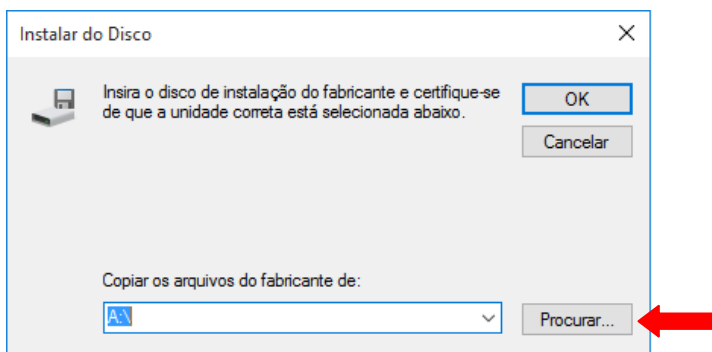 Instalar do Disco
Insira o disco de instalação do fabricante e certifique-se
de que a unidade correta está selecionada abaixo.
OK
Cancelar
Copiar os arquivos do fabricante de:
A:\
Procurar...